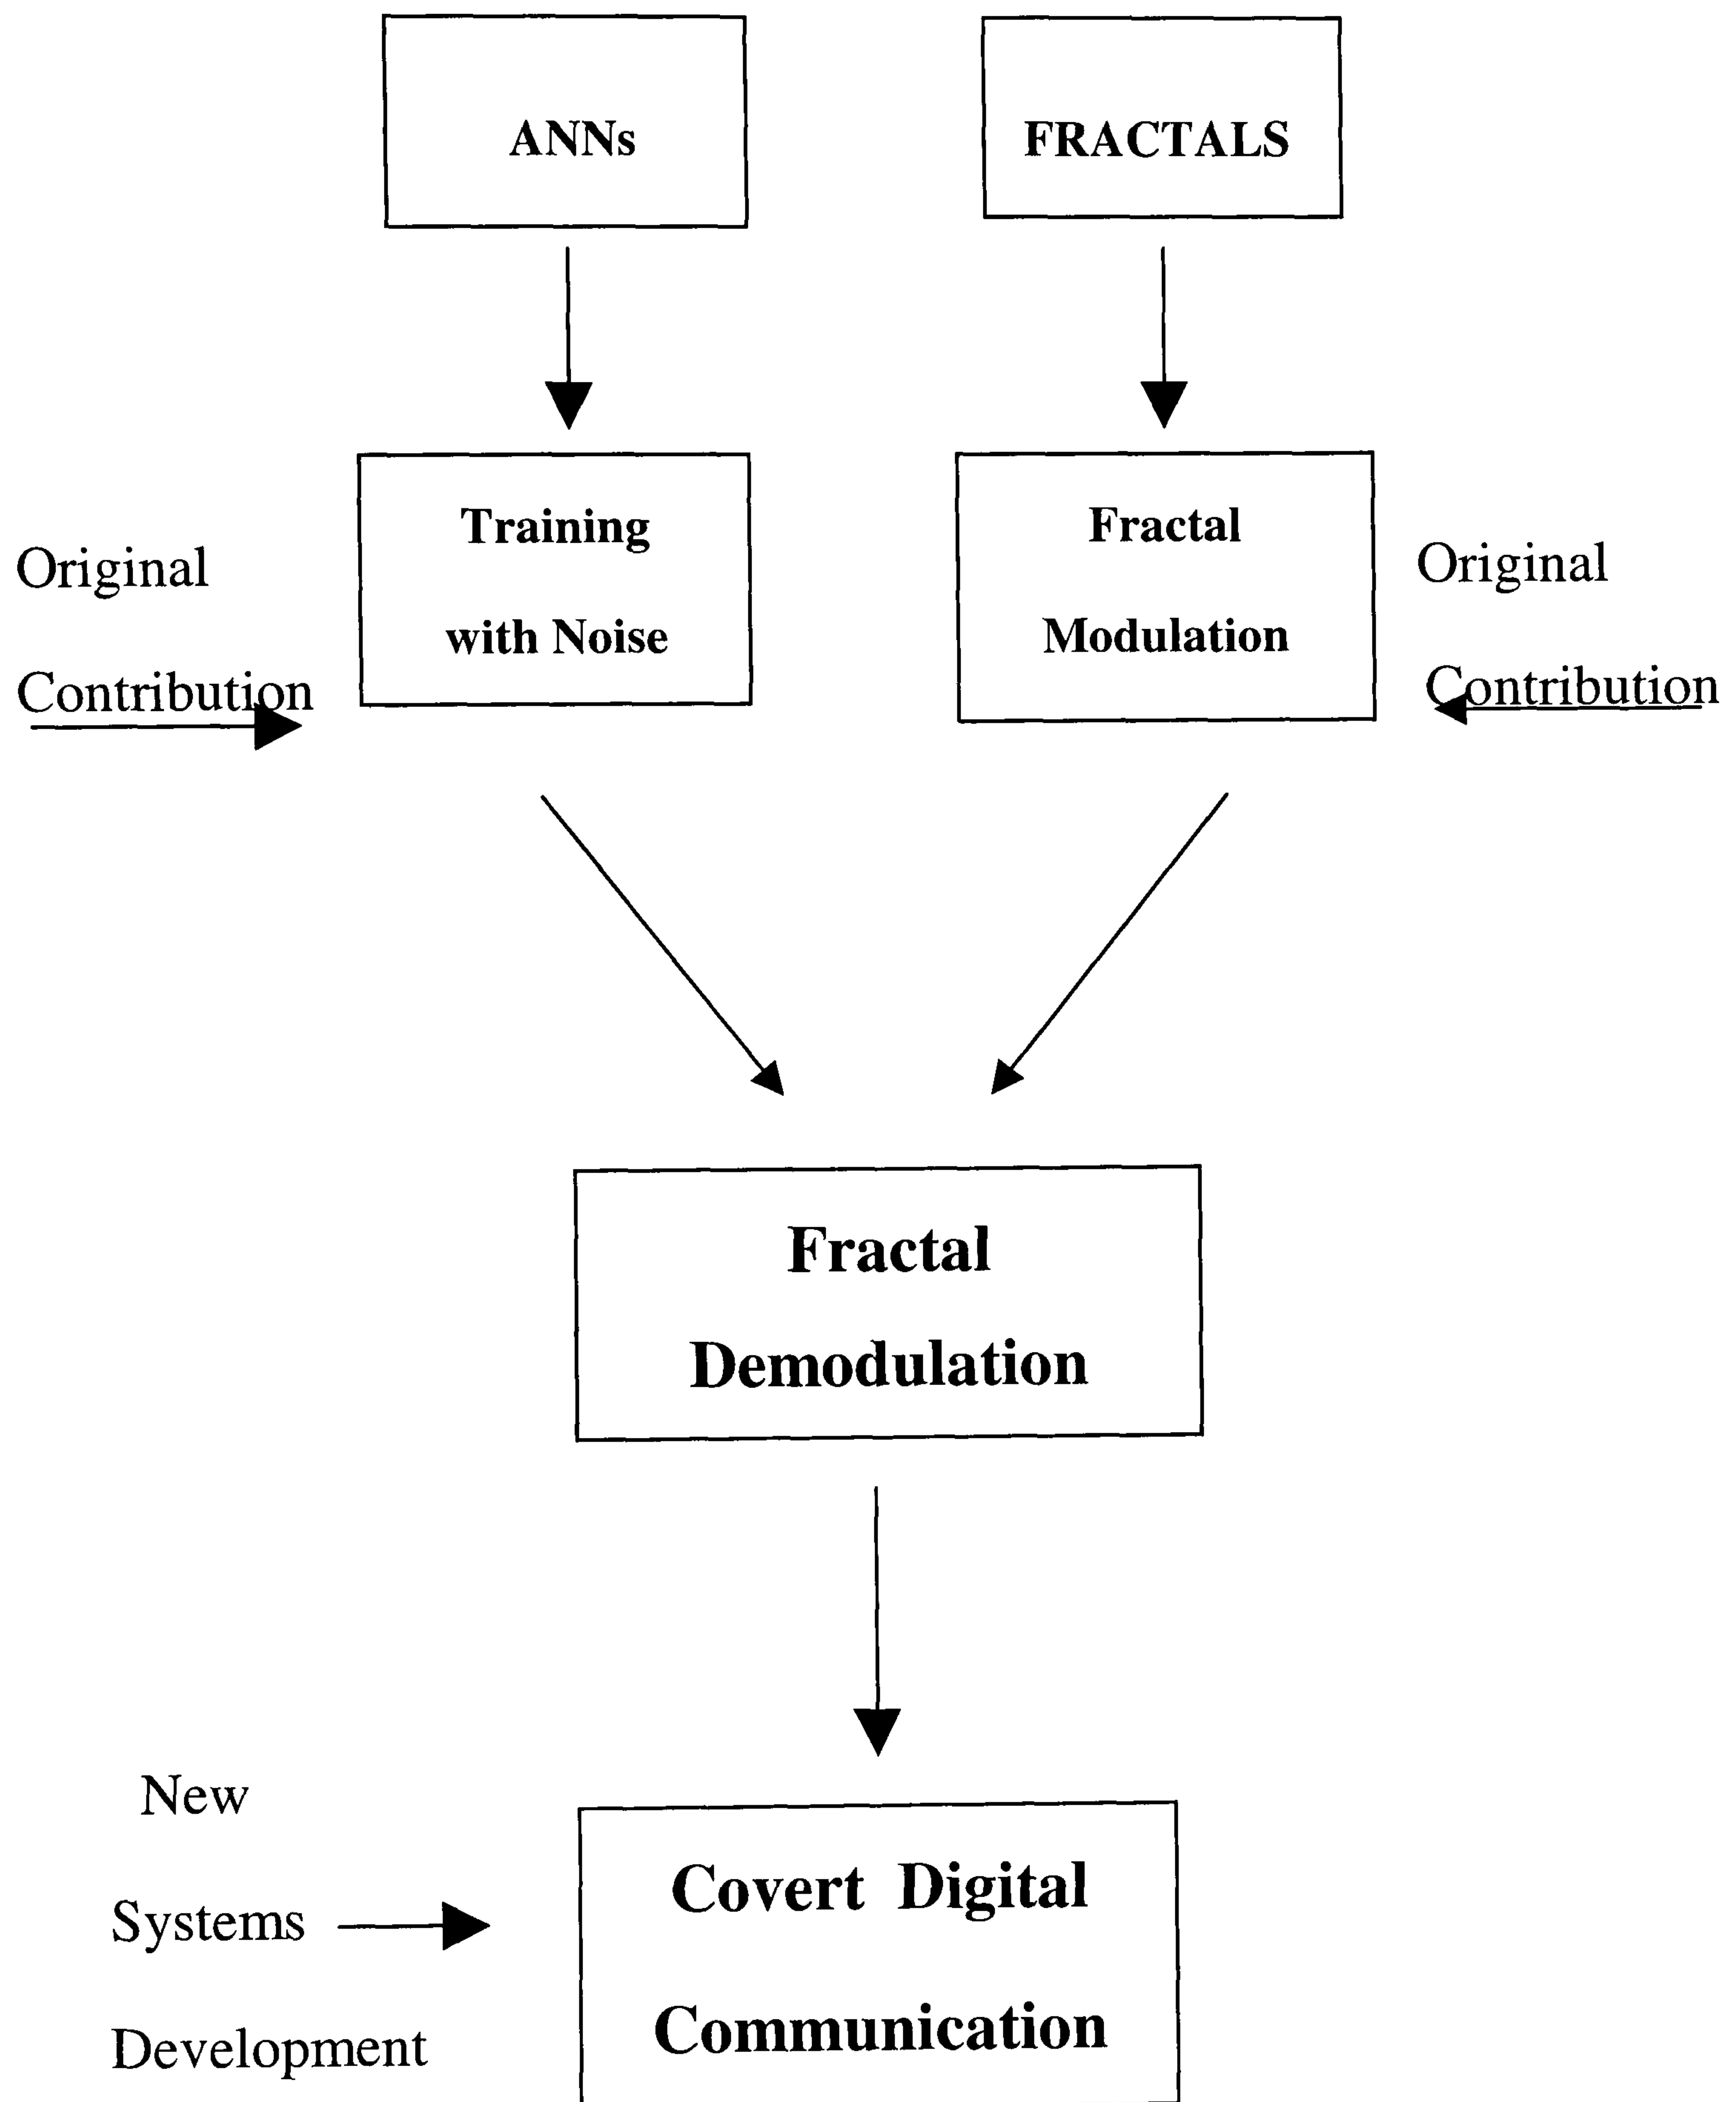 ANNs
FRACTALS
Training
with Noise
Fractal
Modulation
Original
Contribution
Original
Contribution
Fractal
Demodulation
New
Systems
Development
Covert Digital
Communication